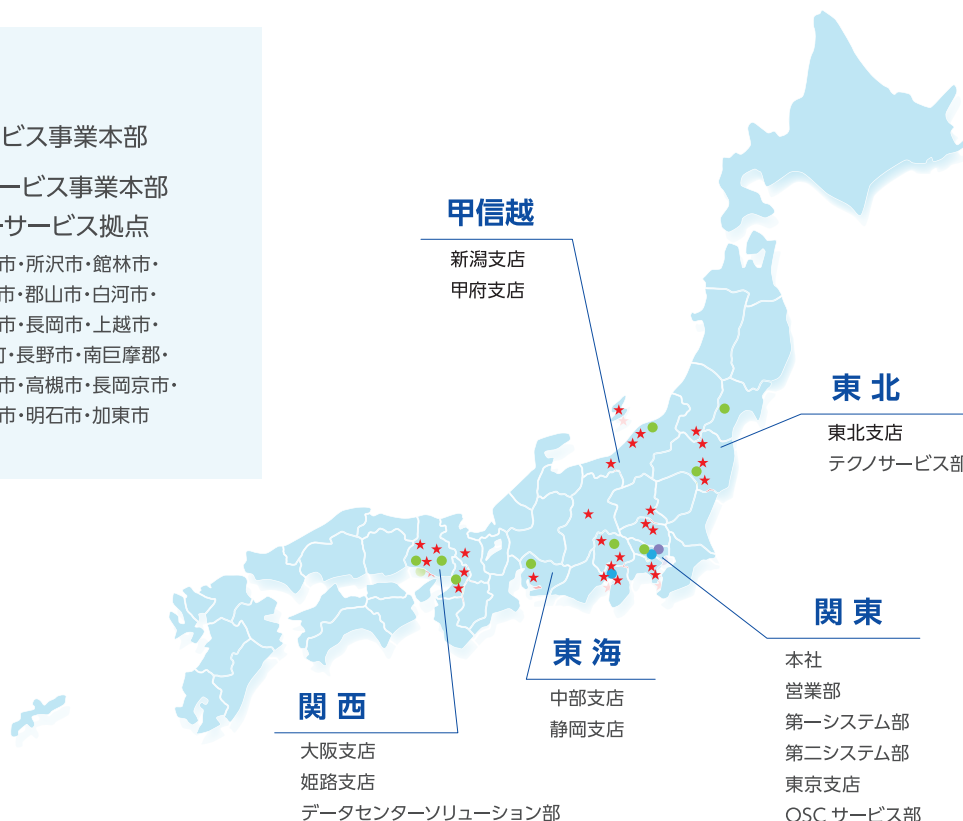 ビス事業本部
ービス事業本部
サービス拠点
市・所沢市・館林市・
市・郡山市・白河市・
市・長岡市・上越市・
町・長野市・南巨摩郡・
市・高槻市・長岡京市・
市・明石市・加東市
甲信越
新潟支店
甲府支店
東北
東北支店
テクノサービス部
関東
本社
営業部
第一システム部
第二システム部
東京支店
OSC サービス部
東海
中部支店
静岡支店
関西
大阪支店
姫路支店
データセンターソリューション部